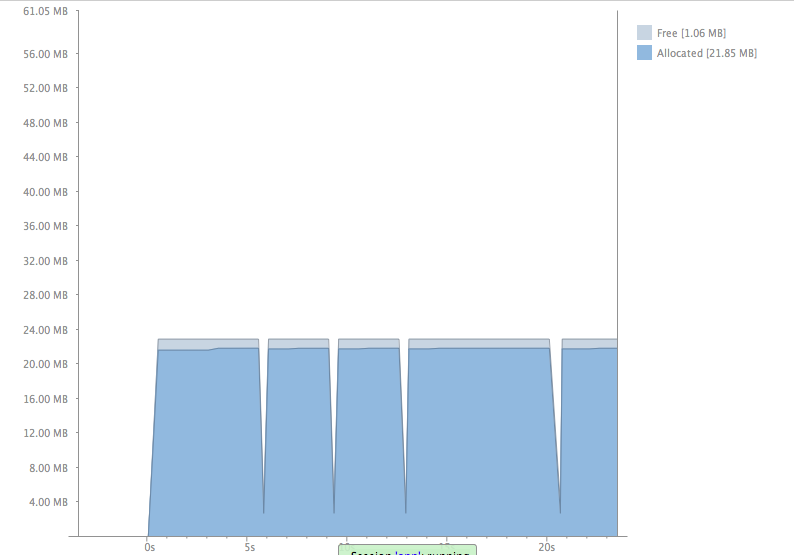 61.05 MB
56.00 MB
52.00 MB
48.00 MB
44.00 MB
40.00 MB
36.00 MB
32.00 MB
28.00 MB
24.00 MB
20.00 MB
16.00 MB
12.00 MB
8.00 MB
4.00 MB
Free [1.06 MB]
Allocated [21.85 MB]
0s 5s 20s
Session running